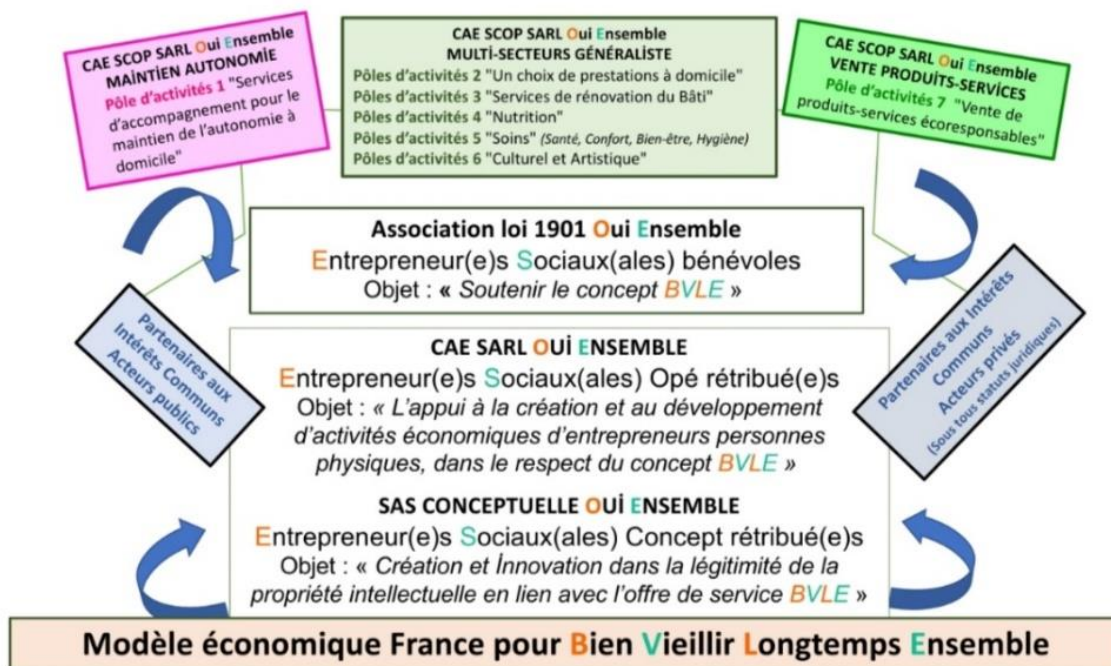 CAE SCOP SARL Oui Ensemble
MAİNTİEN AUTONOMİE
Pôle d'activités 1 "Services
d'accompagnement pour le
maintien de l'autonomie à
domicile"
CAE SCOP SARL Oui Ensemble
MULTİ-SECTEURS GÉNÉRALİSTE
Pôles d'activités 2 "Un choix de prestations à domicile"
Pôles d'activités 3 "Services de rénovation du Bâti"
Pôles d'activités 4 "Nutrition"
Pôles d'activités 5 "Soins" (Santé, Confort, Bien-être, Hygiène)
Pôles d'activités 6 "Culturel et Artistique"
CAE SCOP SARL Oui Ensemble
VENTE PRODUITS-SERVICES
Pôle d'activités 7 "Vente de
produits-services écoresponsables"
Association loi 1901 Oui Ensemble
Entrepreneur(e)s Sociaux(ales) bénévoles
Objet : « Soutenir le concept BVLE »
Partenaires aux
Intérêts Communs
Acteurs publics
Partenaires aux Intérêts
Communs
Acteurs privés
(Sous tous statuts juridiques)
CAE SARL OUİ ENSEMBLE
Entrepreneur(e)s Sociaux(ales) Opé rétribué(e)s
Objet : « L'appui à la création et au développement
d'activités économiques d'entrepreneurs personnes
physiques, dans le respect du concept BVLE »
SAS CONCEPTUELLE OUİ ENSEMBLE
Entrepreneur(e)s Sociaux(ales) Concept rétribué(e)s
Objet : « Création et İnnovation dans la légitimité de la
propriété intellectuelle en lien avec l'offre de service BVLE »
Modèle économique France pour Bien Vieillir Longtemps Ensemble